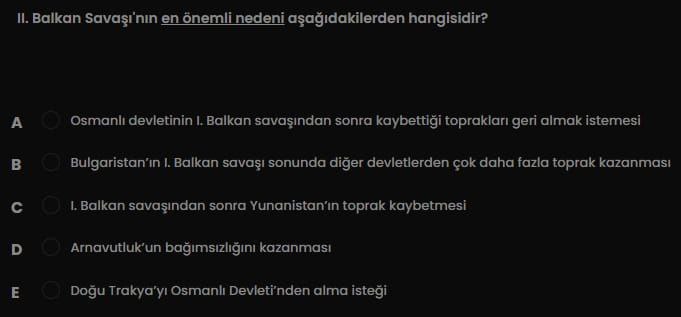 II. Balkan Savaşı'nın en önemli nedeni aşağıdakilerden hangisidir?
A Osmanlı devletinin I. Balkan savaşından sonra kaybettiği toprakları geri almak istemesi
B Bulgaristan’ın I. Balkan savaşı sonunda diğer devletlerden çok daha fazla toprak kazanması
C I. Balkan savaşından sonra Yunanistan’ın toprak kaybetmesi
D Arnavutluk’un bağımsızlığını kazanması
E Doğu Trakya’yı Osmanlı Devleti’nden alma isteği